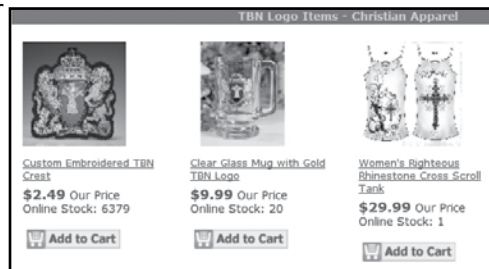 TBN Logo Items - Christian Apparel
Custom Embroidered TBN
Crest
$2.49 Our Price
Online Stock: 6379
Add to Cart
Clear Glass Mug with Gold
TBN Logo
$9.99 Our Price
Online Stock: 20
Add to Cart
Women's Righteous
Rhinestone Cross Scroll
Tank
$29.99 Our Price
Online Stock: 1
Add to Cart